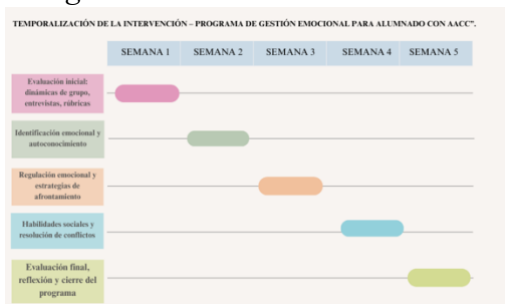 TEMPORALIZACIÓN DE LA INTERVENCIÓN – PROGRAMA DE GESTIÓN EMOCIONAL PARA ALUMNADO CON AACC".
SEMANA 1 SEMANA 2 SEMANA 3 SEMANA 4 SEMANA 5
Evaluación inicial:
dinámicas de grupo,
entrevistas, rúbricas
Identificación emocional y
autoconocimiento
Regulación emocional y
estrategias de
afrontamiento
Habilidades sociales y
resolución de conflictos
Evaluación final,
reflexión y cierre del
programa